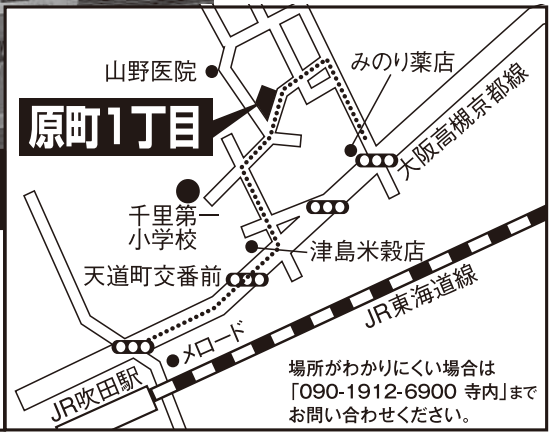 山野医院
みのり薬店
大阪高槻京都線
原町1丁目
千里第一
小学校
津島米穀店
天道町交番前
JR東海道線
メロード
JR吹田駅
場所がわかりにくい場合は
「090-1912-6900 寺内」まで
お問い合わせください。